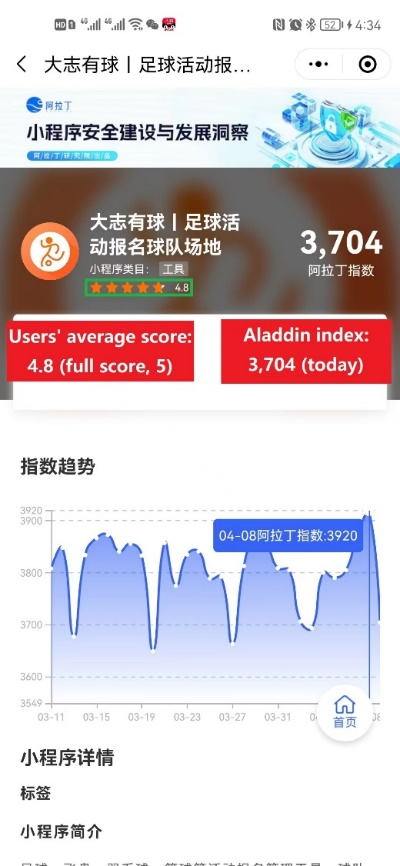 HD 1 4G 4G 52 4:34
大志有球丨足球活动报...
阿拉丁
小程序安全建设与发展洞察
阿/拉/丁/研/究/院/出/品
大志有球丨足球活
动报名球队场地
小程序类目： 工具
4.8
3,704
阿拉丁指数
Users' average score:
4.8 (full score, 5)
Aladdin index:
3,704 (today)
指数趋势
3920
3900
3800
3700
3600
3549
04-08阿拉丁指数:3920
03-11 03-15 03-19 03-23 03-27 03-31
首页
小程序详情
标签
小程序简介